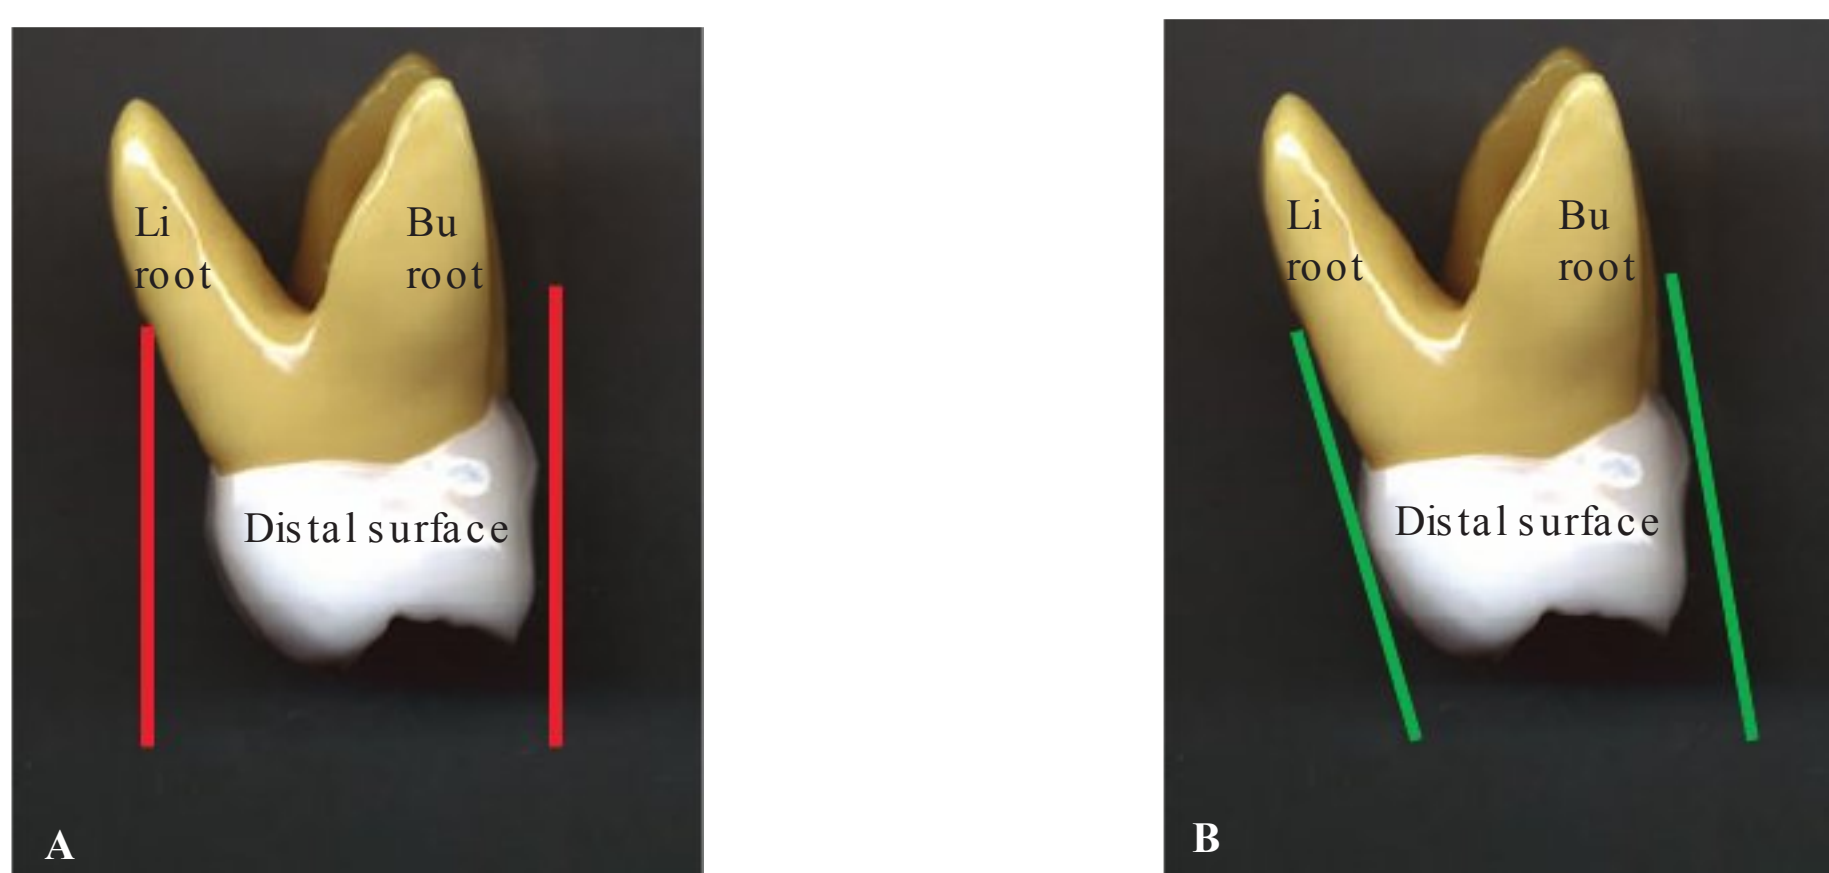 Li
root
Bu
root
Distal surface
A
Li
root
Bu
root
Distal surface
B